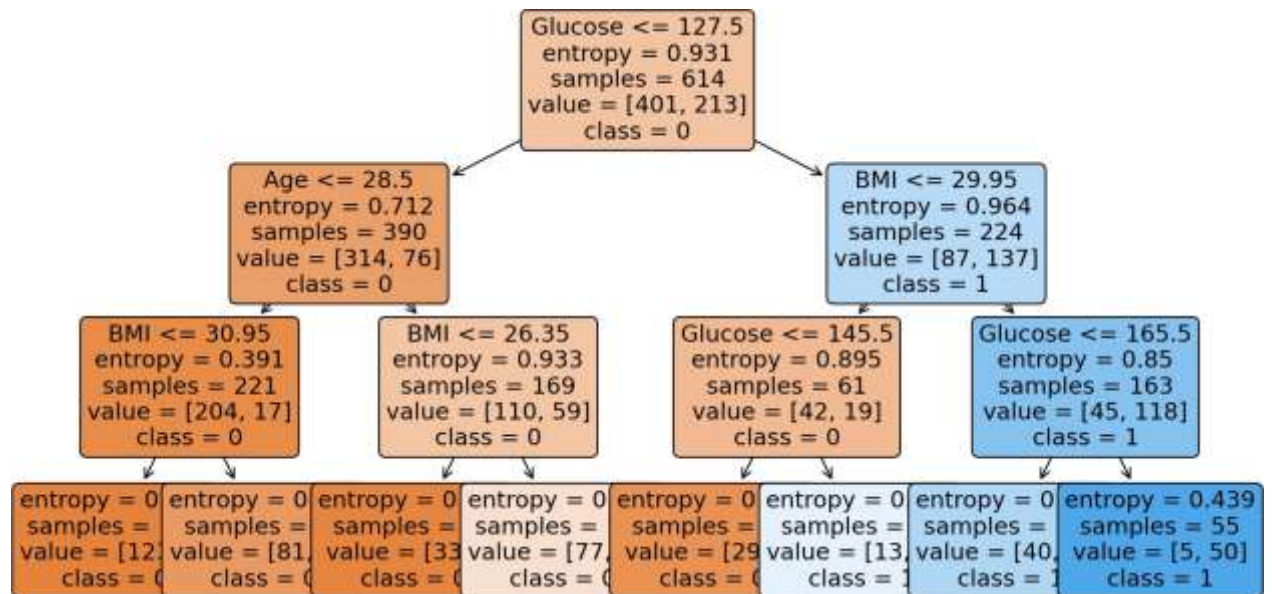 Glucose <= 127.5
entropy = 0.931
samples = 614
value = [401, 213]
class = 0
Age <= 28.5
entropy = 0.712
samples = 390
value = [314, 76]
class = 0
BMI <= 29.95
entropy = 0.964
samples = 224
value = [87, 137]
class = 1
BMI <= 30.95
entropy = 0.391
samples = 221
value = [204, 17]
class = 0
BMI <= 26.35
entropy = 0.933
samples = 169
value = [110, 59]
class = 0
Glucose <= 145.5
entropy = 0.895
samples = 61
value = [42, 19]
class = 0
Glucose <= 165.5
entropy = 0.85
samples = 163
value = [45, 118]
class = 1
entropy = 0
samples =
value =
class =
entropy = 0
samples =
value = [81,
class =
entropy = 0
samples =
value = [33
class =
entropy = 0
samples =
value = [77,
class =
entropy = 0
samples =
value = [29
class =
entropy = 0
samples =
value = [13,
class =
entropy = 0
samples =
value = [40,
class =
entropy = 0.439
samples = 55
value = [5, 50]
class = 1